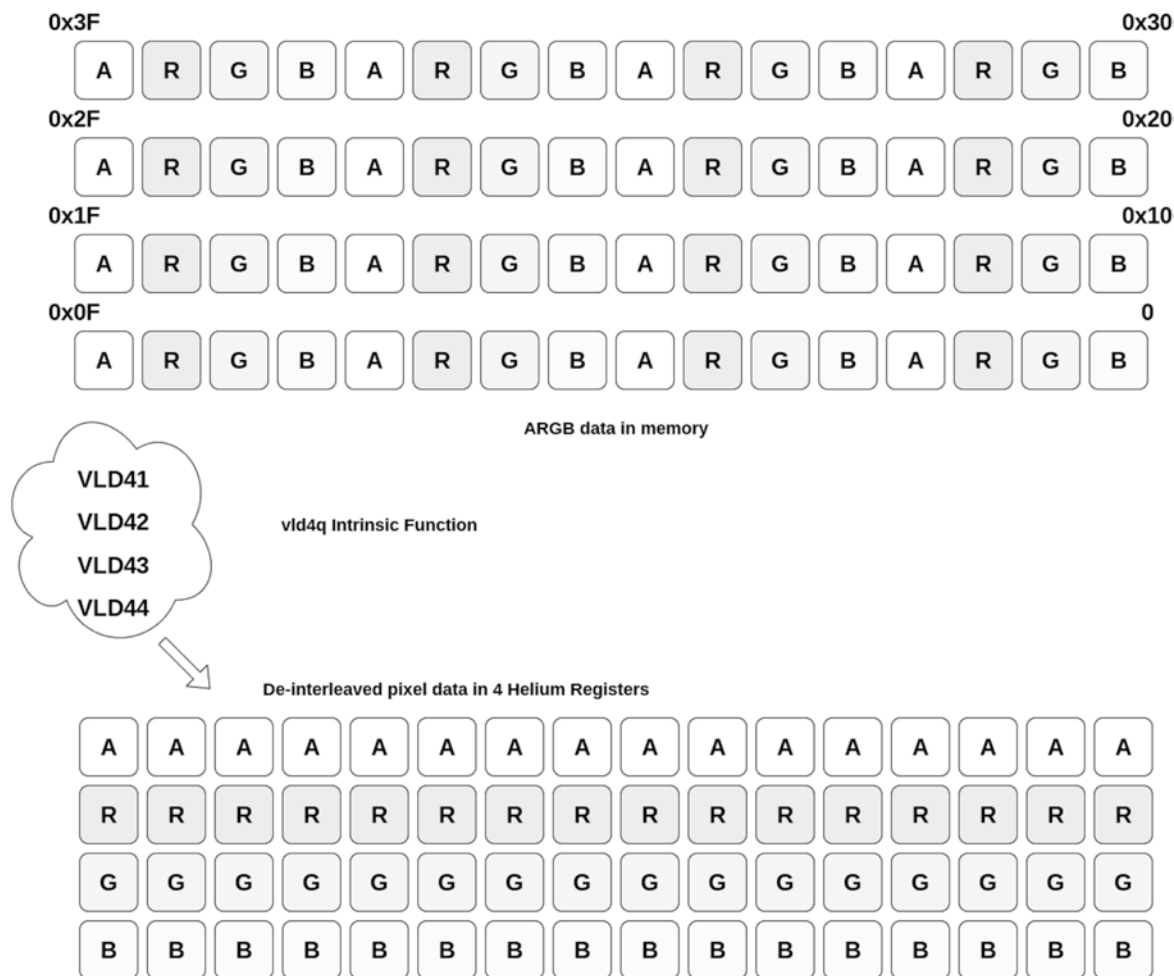 0x3F 0x30
A R G B A R G B A R G B A R G B
0x2F 0x20
A R G B A R G B A R G B A R G B
0x1F 0x10
A R G B A R G B A R G B A R G B
0x0F 0
A R G B A R G B A R G B A R G B
ARGB data in memory
VLD41
VLD42
vld4q Intrinsic Function
VLD43
VLD44
De-interleaved pixel data in 4 Helium Registers
A A A A A A A A A A A A A A A A
R R R R R R R R R R R R R R R R
G G G G G G G G G G G G G G G G
B B B B B B B B B B B B B B B B